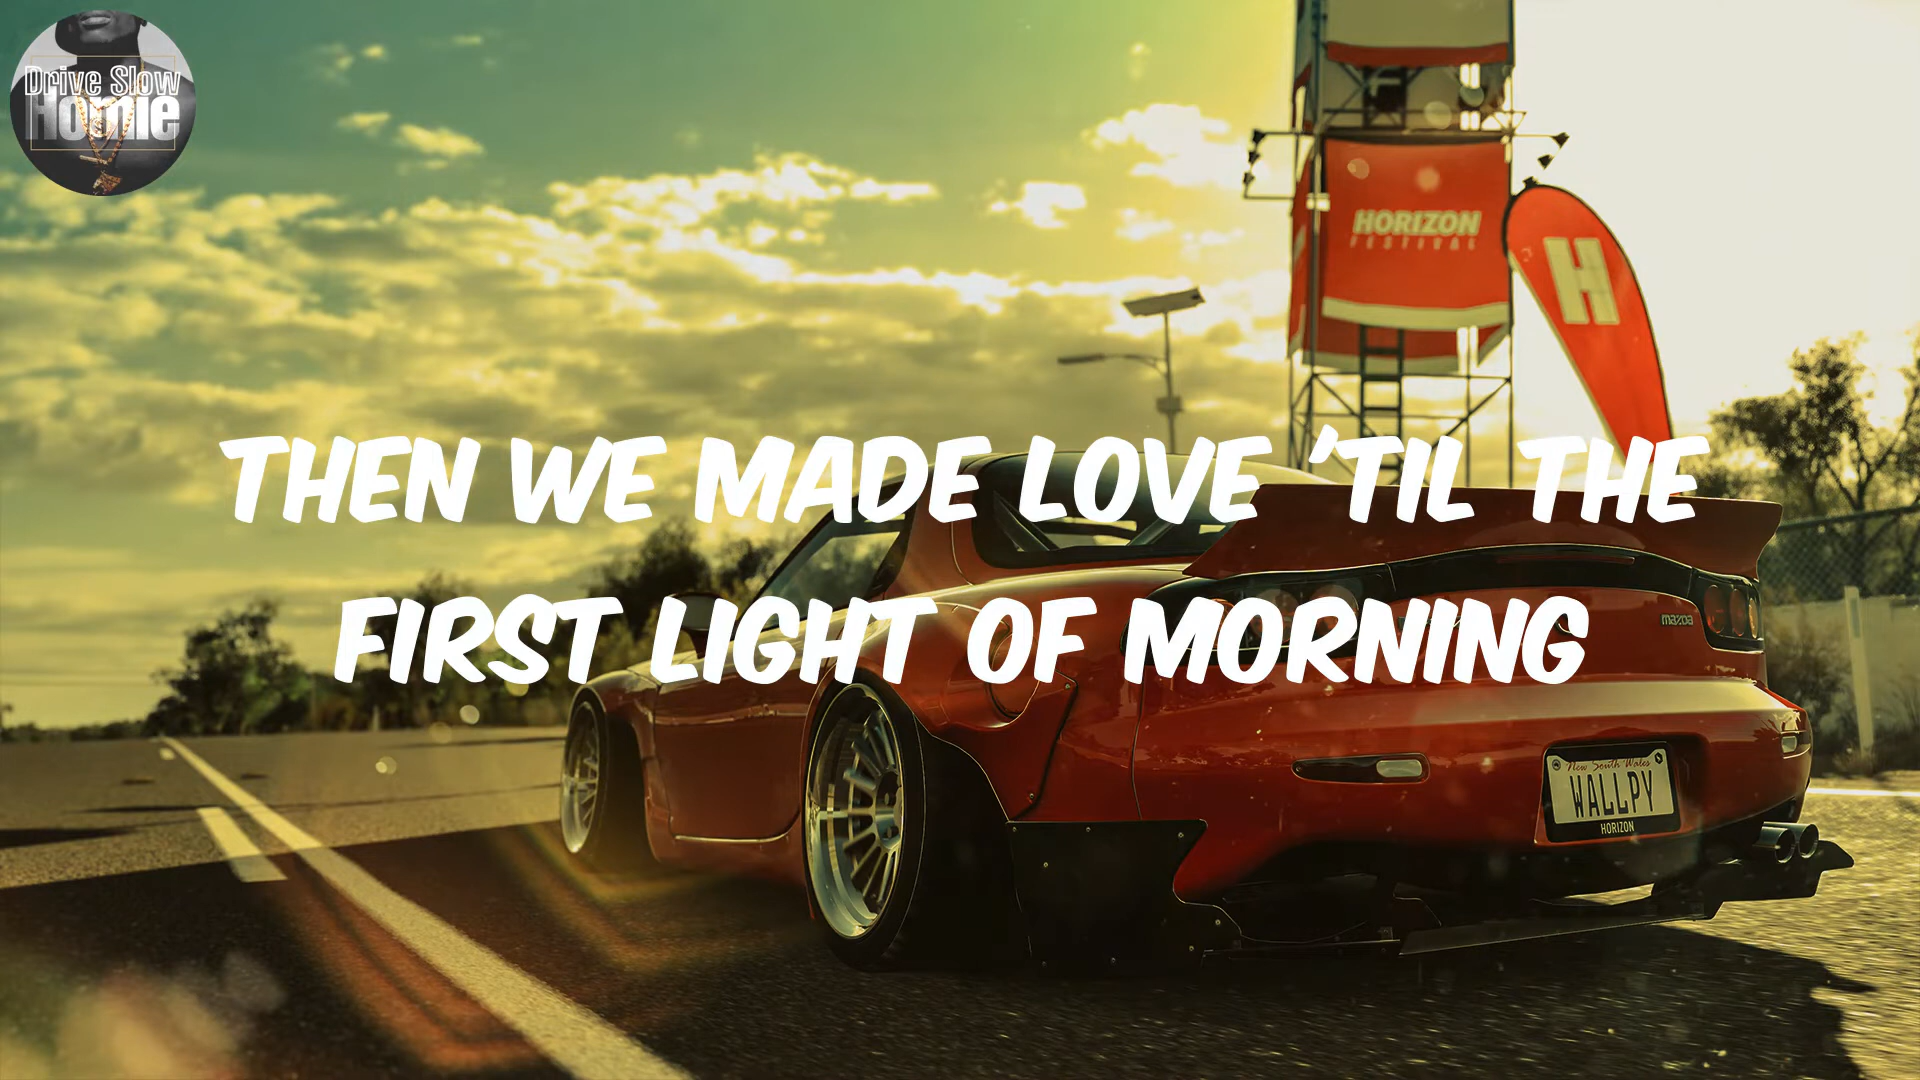 Drive Slow
Homie
HORIZON
FESTIVAL
H
THEN WE MADE LOVE 'TIL THE
FIRST LIGHT OF MORNING
mazda
New South Wales
WALLPY
HORIZON